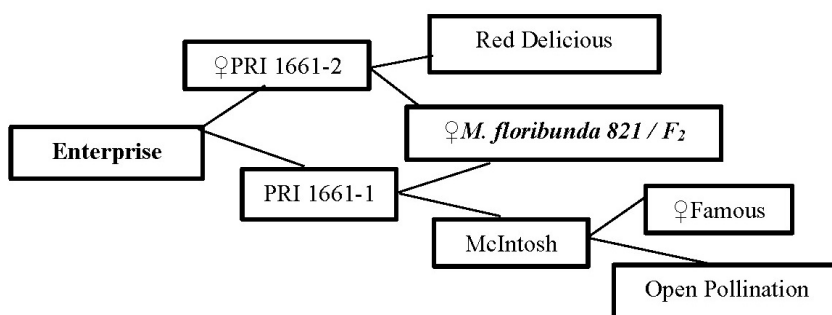 Red Delicious
♀PRI 1661-2
♀M. floribunda 821 / F₂
Enterprise
PRI 1661-1
♀Famous
McIntosh
Open Pollination